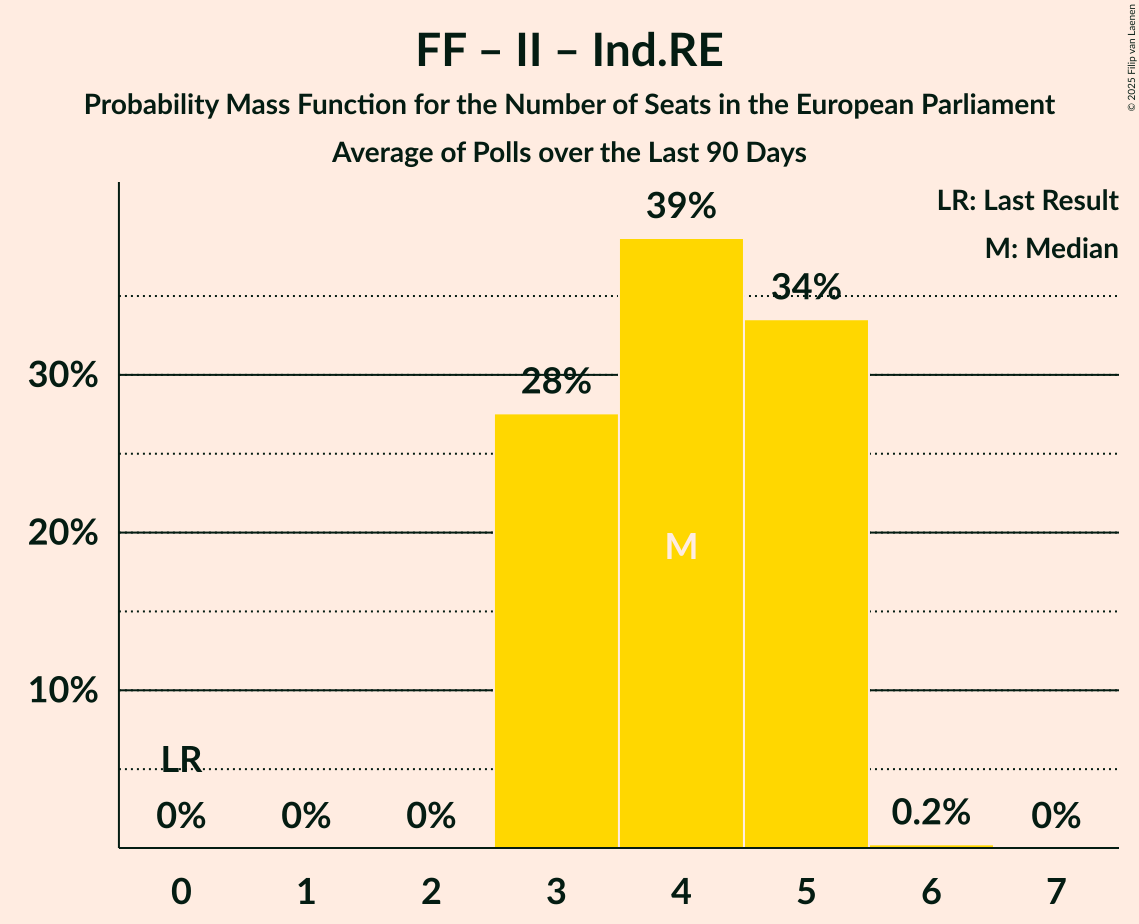 FF – II – Ind.RE
Probability Mass Function for the Number of Seats in the European Parliament
Average of Polls over the Last 90 Days
© 2025 Filip van Laenen
LR: Last Result
M: Median
39%
34%
28%
30%
20%
10%
M
LR
0%
0%
0%
0.2%
0%
0
1
2
3
4
5
6
7